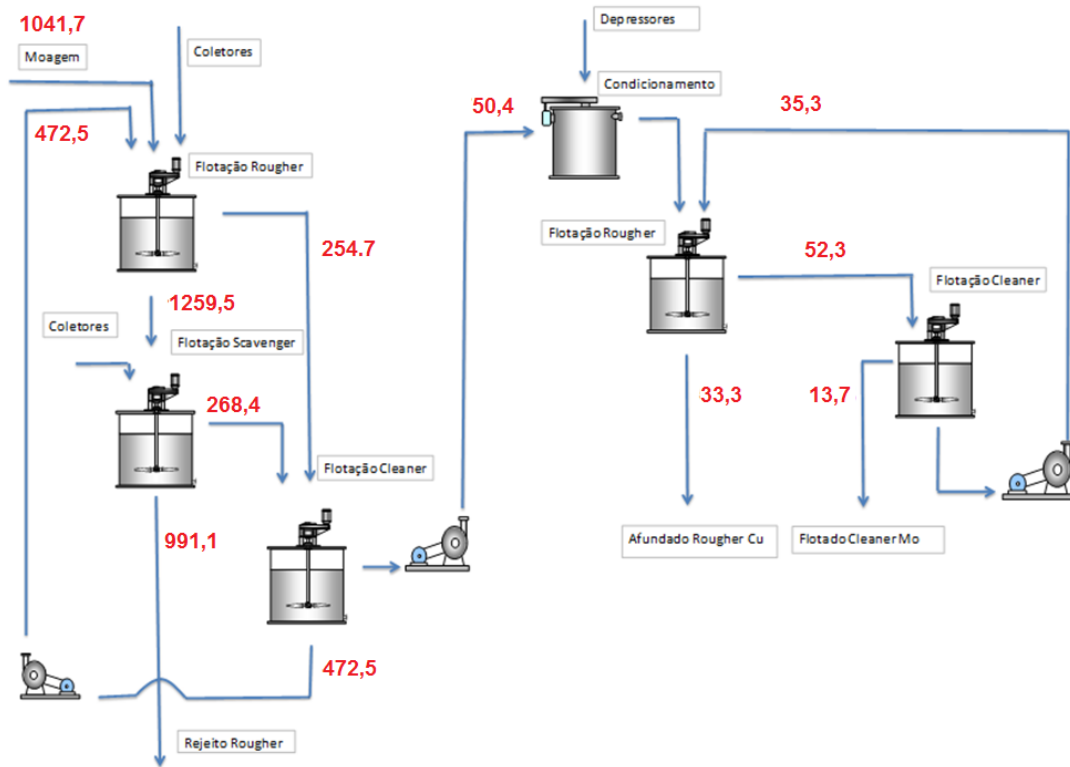 1041,7
Moagem
Coletores
472,5
Flotação Rougher
254.7
1259,5
Coletores
Flotação Scavenger
268,4
Flotação Cleaner
991,1
472,5
Rejeito Rougher
Depressores
Condicionamento
50,4
35,3
Flotação Rougher
52,3
Flotação Cleaner
33,3
13,7
Afundado Rougher Cu
Flotado Cleaner Mo